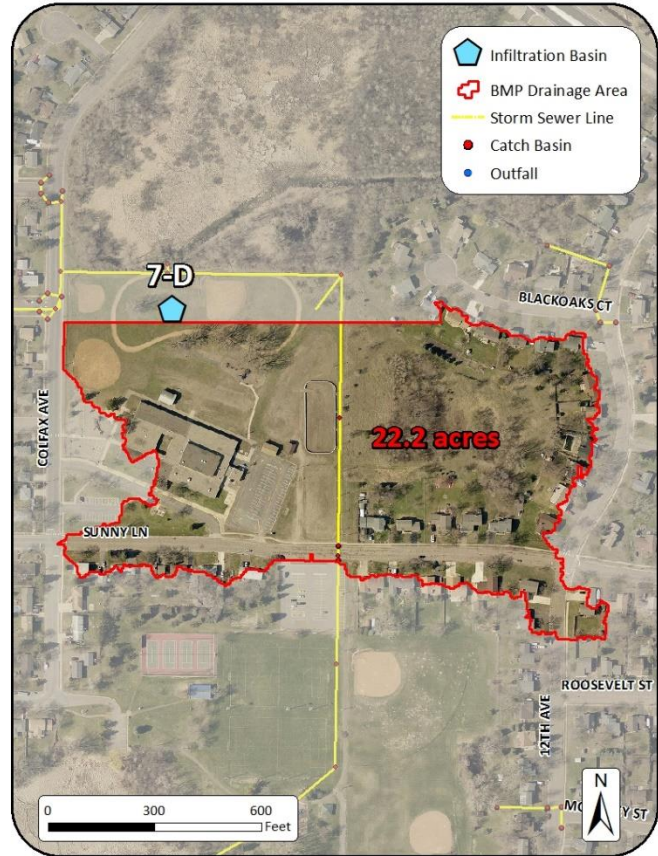 Infiltration Basin
BMP Drainage Area
Storm Sewer Line
Catch Basin
Outfall
7-D
BLACKOAKS CT
COLFAX AVE
22.2 acres
SUNNY LN
ROOSEVELT ST
12TH AVE
N
0 300 600
Feet